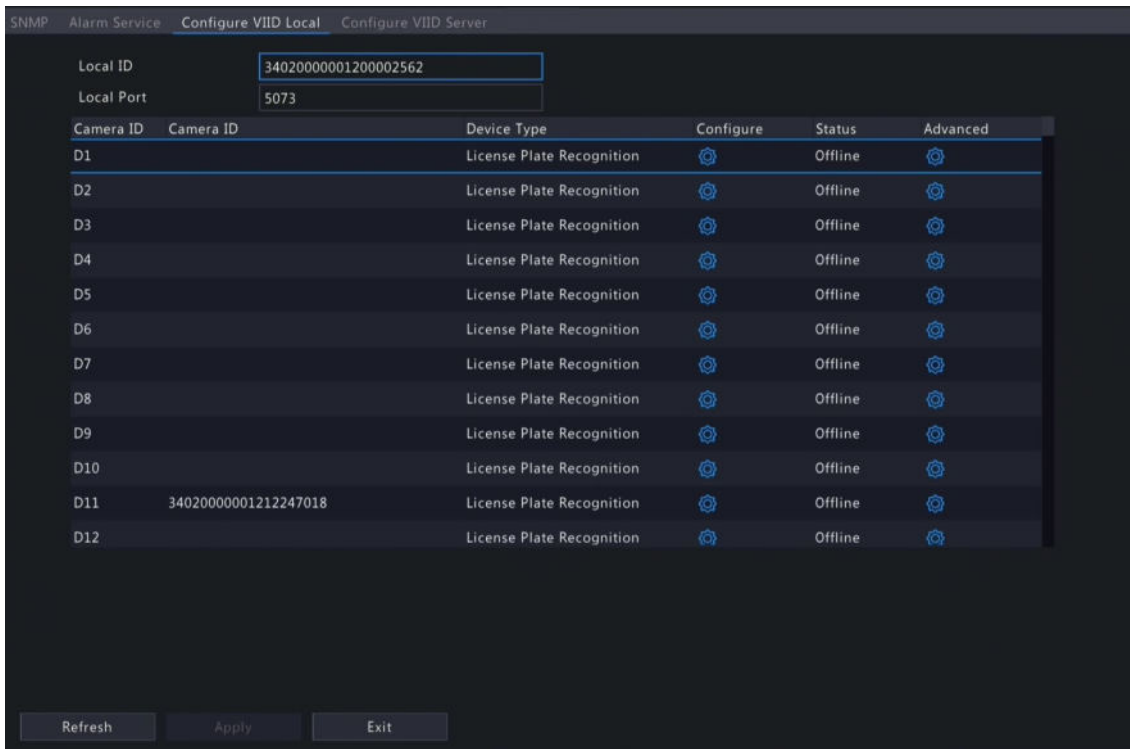 SNMP Alarm Service Configure VIID Local Configure VIID Server
Local ID 34020000001200002562
Local Port 5073
Camera ID Camera ID Device Type Configure Status Advanced
D1 License Plate Recognition Offline
D2 License Plate Recognition Offline
D3 License Plate Recognition Offline
D4 License Plate Recognition Offline
D5 License Plate Recognition Offline
D6 License Plate Recognition Offline
D7 License Plate Recognition Offline
D8 License Plate Recognition Offline
D9 License Plate Recognition Offline
D10 License Plate Recognition Offline
D11 34020000001212247018 License Plate Recognition Offline
D12 License Plate Recognition Offline
Refresh Apply Exit